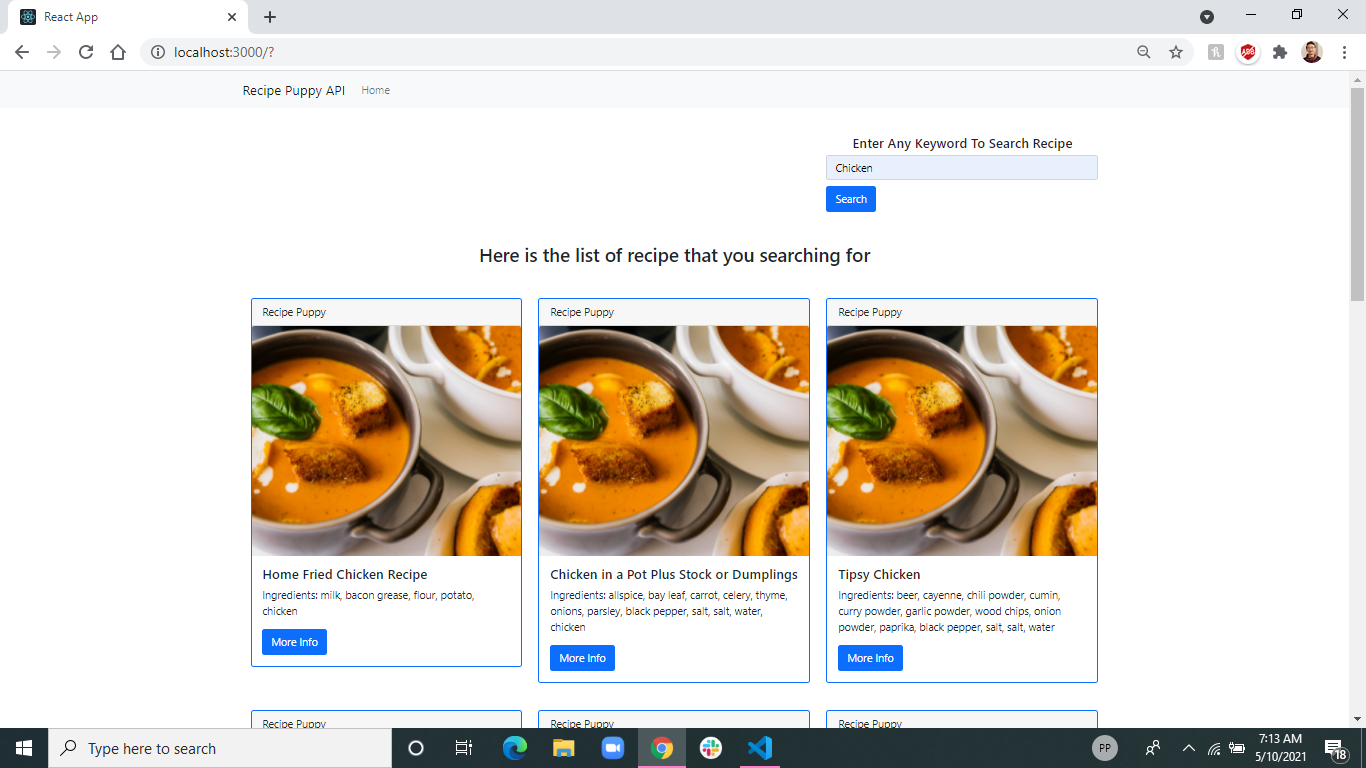 React App
localhost:3000/?
Recipe Puppy API Home
Enter Any Keyword To Search Recipe
Chicken
Search
Here is the list of recipe that you searching for
Recipe Puppy
Home Fried Chicken Recipe
Ingredients: milk, bacon grease, flour, potato,
chicken
More Info
Recipe Puppy
Chicken in a Pot Plus Stock or Dumplings
Ingredients: allspice, bay leaf, carrot, celery, thyme,
onions, parsley, black pepper, salt, salt, water,
chicken
More Info
Recipe Puppy
Tipsy Chicken
Ingredients: beer, cayenne, chili powder, cumin,
curry powder, garlic powder, wood chips, onion
powder, paprika, black pepper, salt, salt, water
More Info
Recipe Puppy
Recipe Puppy
Recipe Puppy
Type here to search
PP
7:13 AM
5/10/2021
18